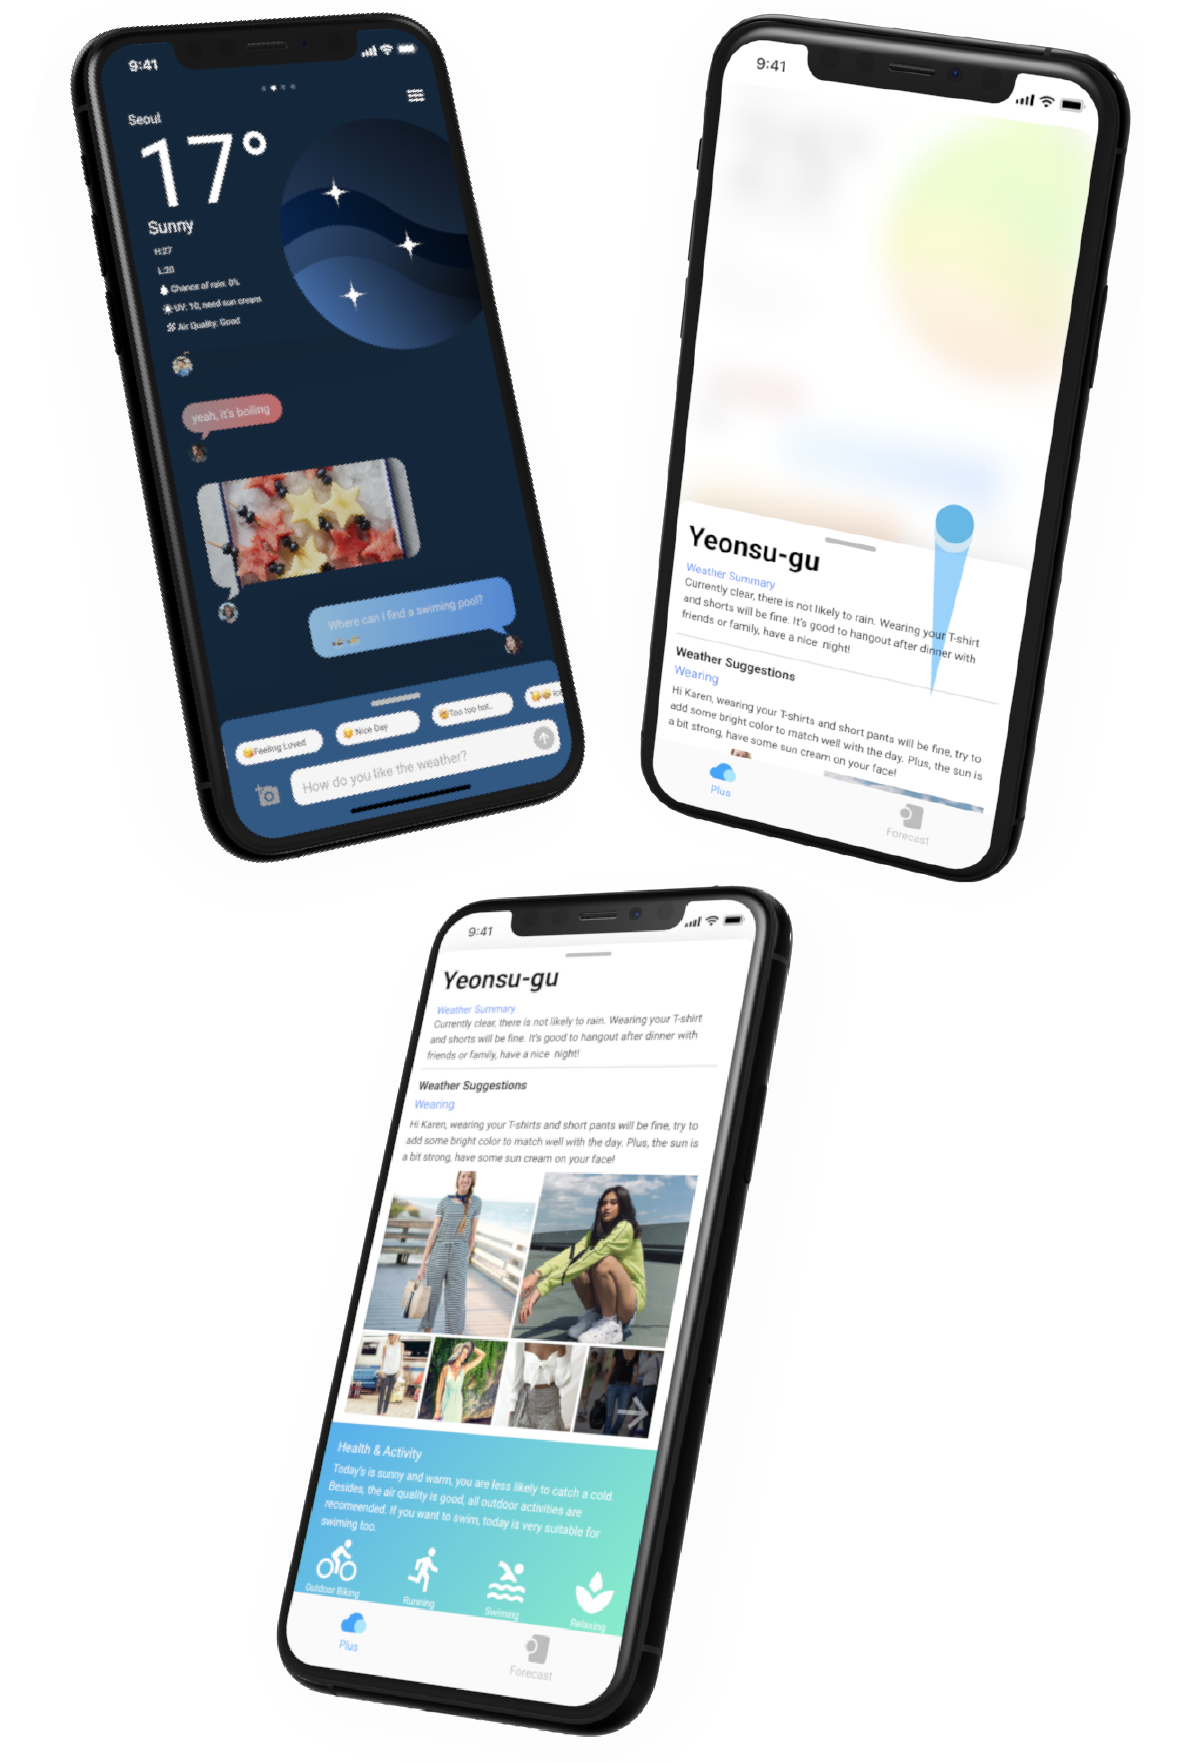 9:41
Seoul
17°
Sunny
H:27
L:20
Chance of rain: 0%
UV: 10, need sun cream
Air Quality: Good
yeah, it's boiling
Where can I find a swiming pool?
Feeling Loved
Nice Day
Too too hot..
How do you like the weather?
9:41
Yeonsu-gu
Weather Summary
Currently clear, there is not likely to rain. Wearing your T-shirt
and shorts will be fine. It's good to hangout after dinner with
friends or family, have a nice night!
Weather Suggestions
Wearing
Hi Karen, wearing your T-shirts and short pants will be fine, try to
add some bright color to match well with the day. Plus, the sun is
a bit strong, have some sun cream on your face!
Plus
Forecast
9:41
Yeonsu-gu
Weather Summary
Currently clear, there is not likely to rain. Wearing your T-shirt
and shorts will be fine. It's good to hangout after dinner with
friends or family, have a nice night!
Weather Suggestions
Wearing
Hi Karen, wearing your T-shirts and short pants will be fine, try to
add some bright color to match well with the day. Plus, the sun is
a bit strong, have some sun cream on your face!
Health & Activity
Today's is sunny and warm, you are less likely to catch a cold.
Besides, the air quality is good, all outdoor activities are
recomeended. If you want to swim, today is very suitable for
swiming too.
Outdoor Biking
Running
Swiming
Relaxing
Plus
Forecast